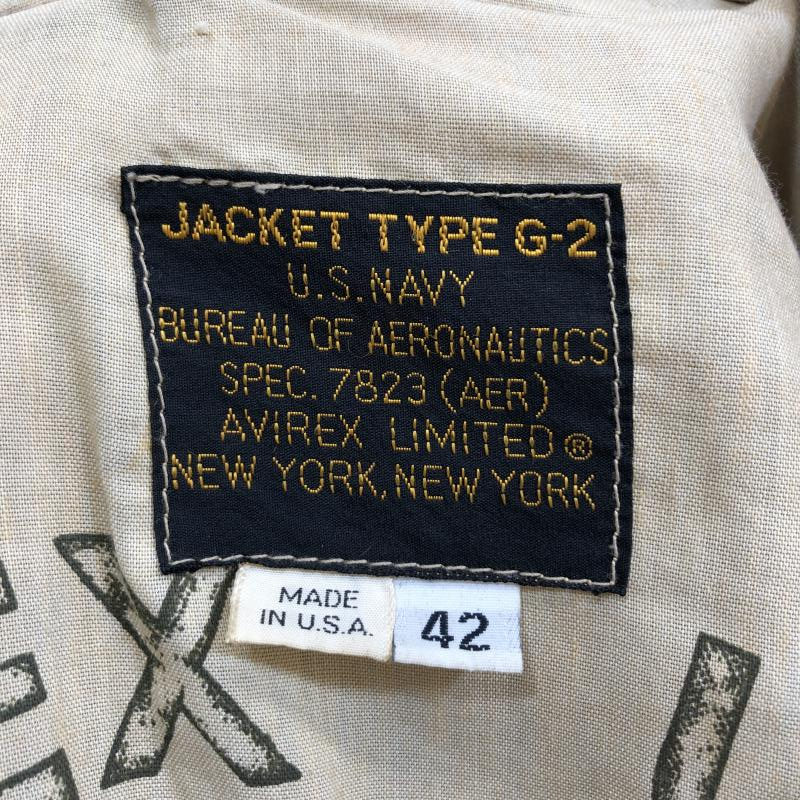 JACKET TYPE G-2
U.S.NAVY
BUREAU OF AERONAUTICS
SPEC. 7823 (AER)
AVIREX LIMITED®
NEW YORK, NEW YORK
MADE
IN U.S.A.
42
EX